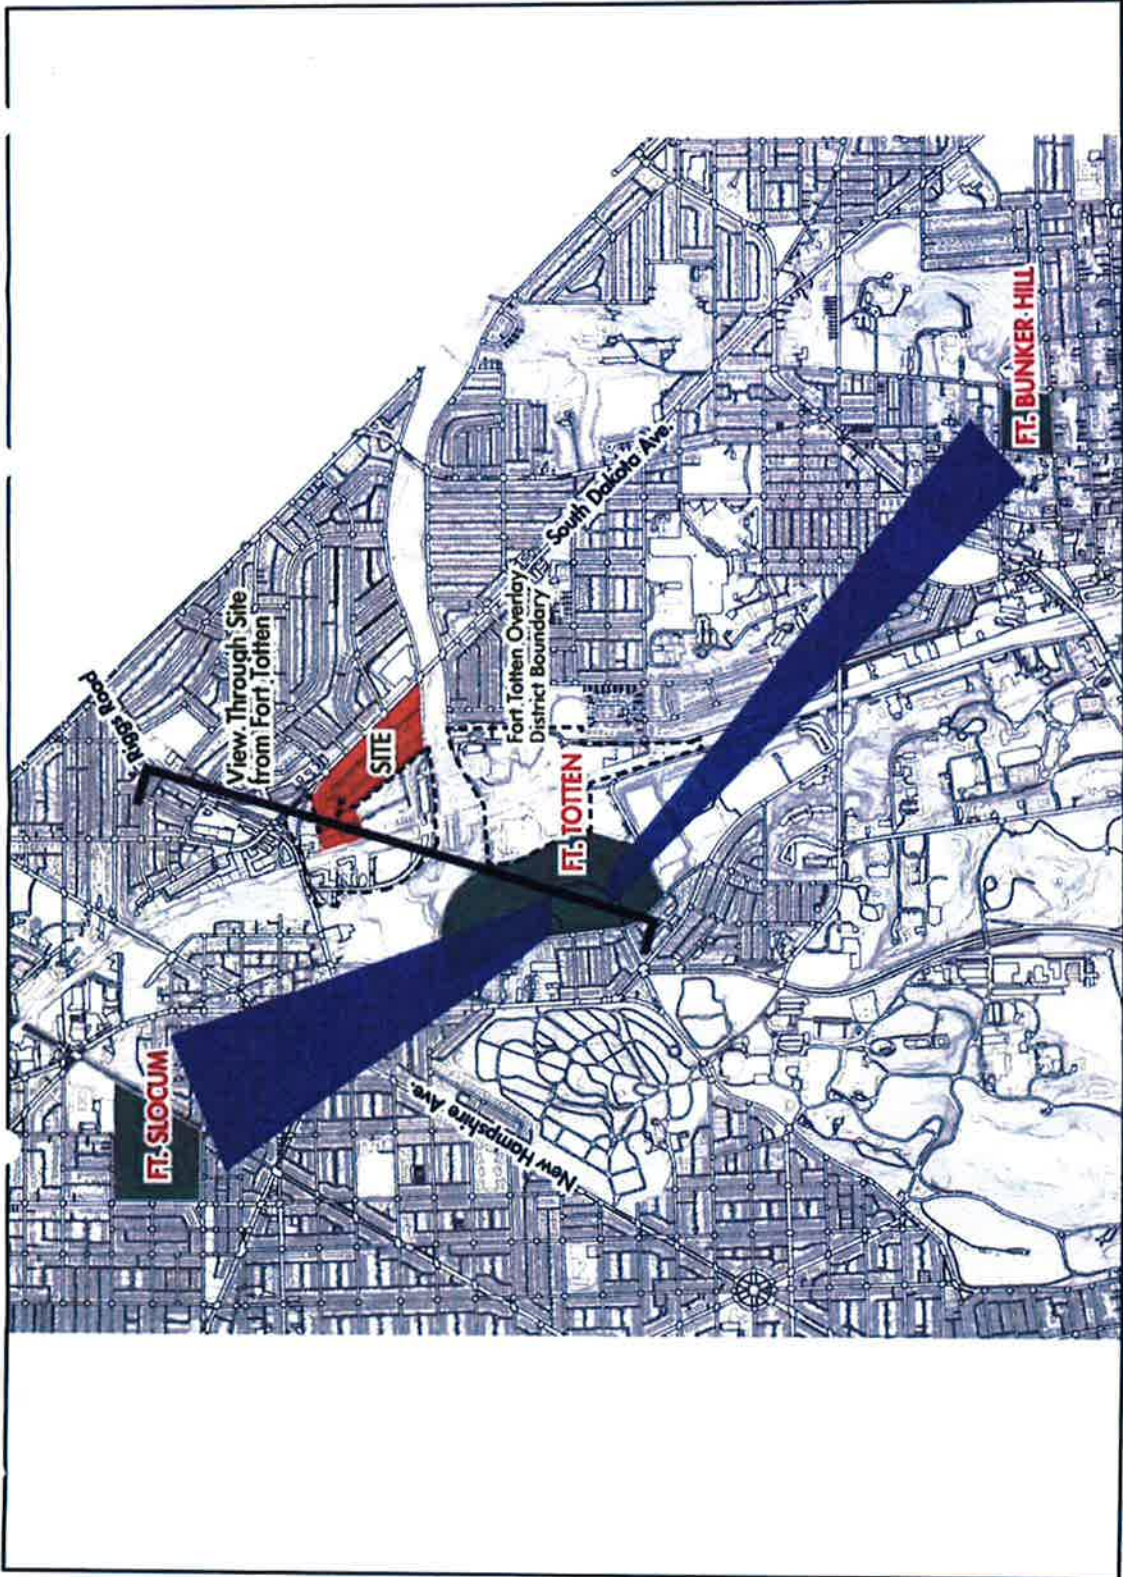 Riggs Road
View Through Site
from Fort Totten
SITE
FT. SLOCUM
FT. TOTTEN
Fort Totten Overlay
District Boundary
South Dakota Ave.
New Hampshire Ave.
FT. BUNKER HILL